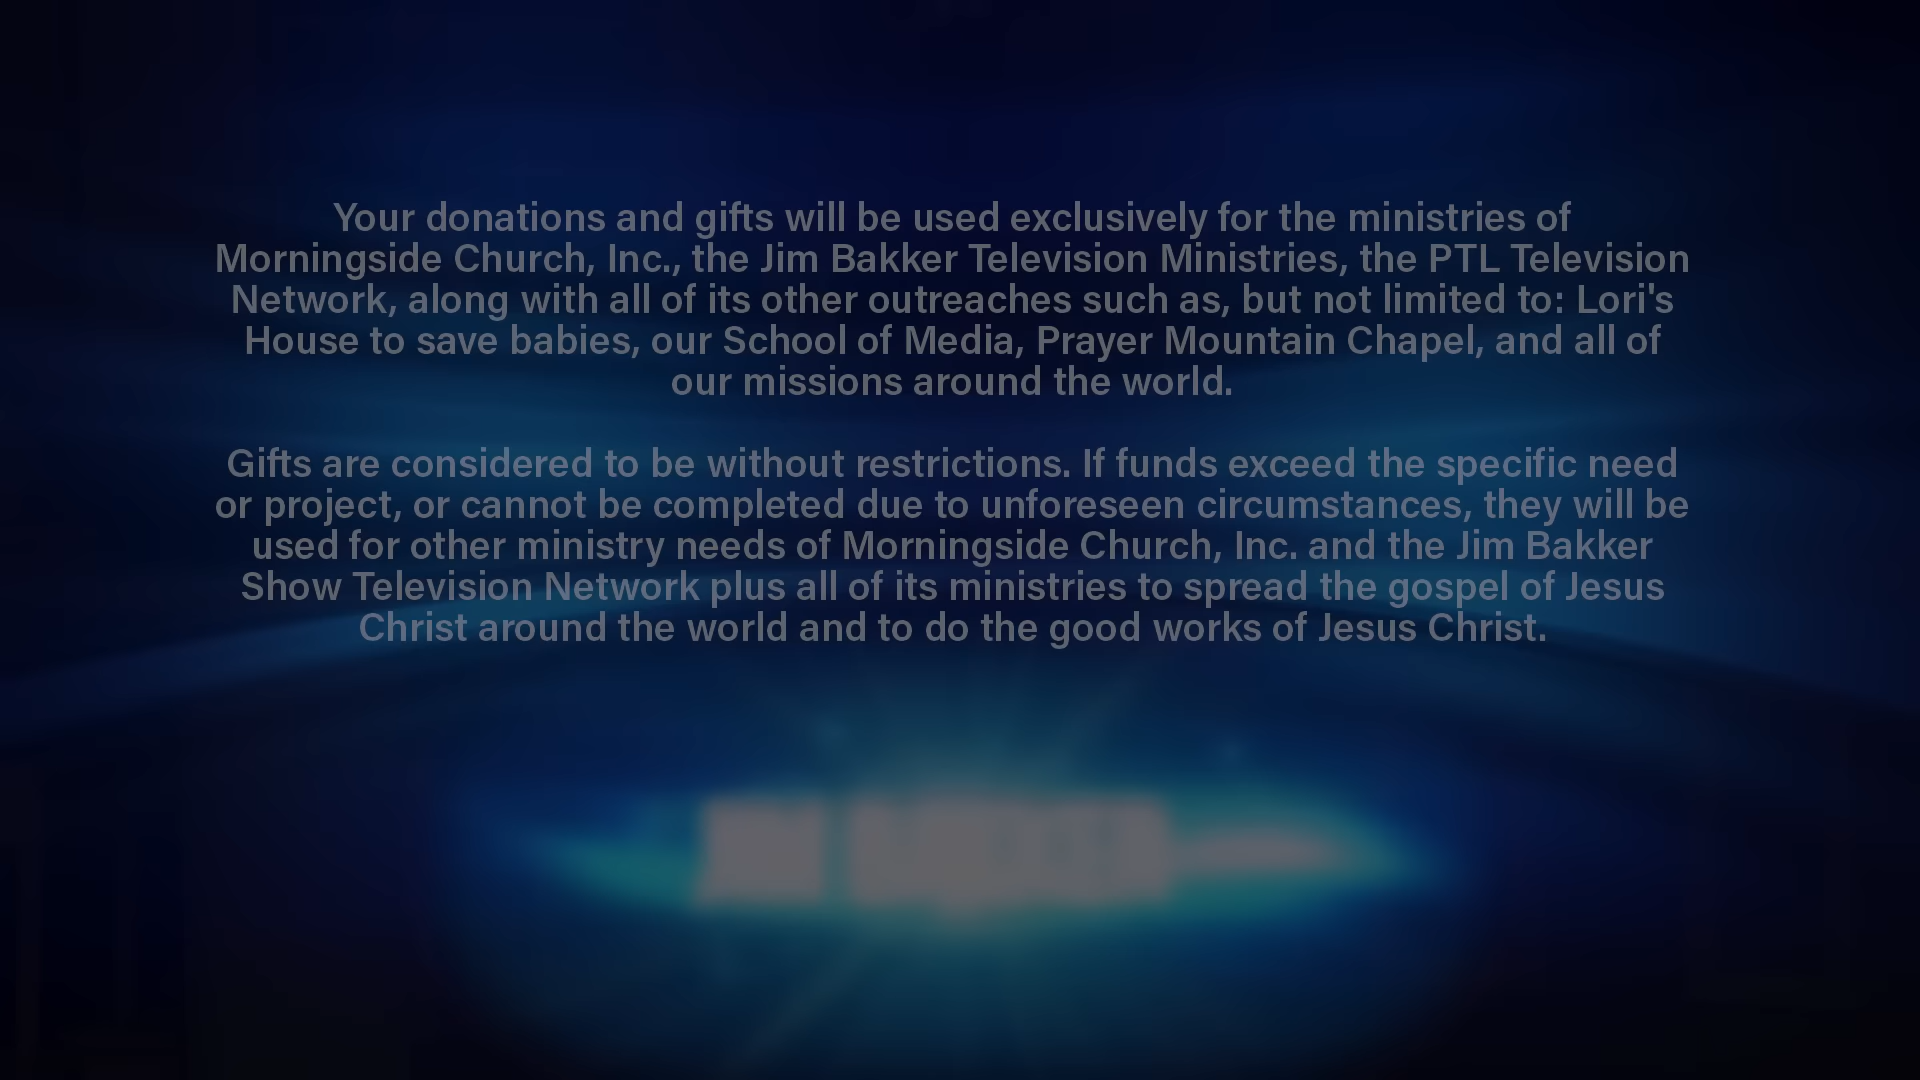 Your donations and gifts will be used exclusively for the ministries of
Morningside Church, Inc., the Jim Bakker Television Ministries, the PTL Television
Network, along with all of its other outreaches such as, but not limited to: Lori's
House to save babies, our School of Media, Prayer Mountain Chapel, and all of
our missions around the world.
Gifts are considered to be without restrictions. If funds exceed the specific need
or project, or cannot be completed due to unforeseen circumstances, they will be
used for other ministry needs of Morningside Church, Inc. and the Jim Bakker
Show Television Network plus all of its ministries to spread the gospel of Jesus
Christ around the world and to do the good works of Jesus Christ.